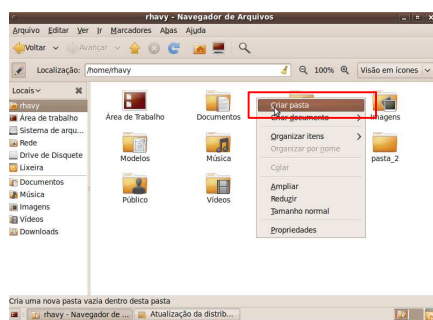 rhavy - Navegador de Arquivos
Arquivo Editar Ver Ir Marcadores Abas Ajuda
Voltar Avançar
Localização: /home/rhavy 100% Visão em ícones
Locais
rhavy
Área de trabalho
Sistema de arqu...
Rede
Drive de Disquete
Lixeira
Documentos
Música
Imagens
Vídeos
Downloads
Área de Trabalho
Documentos
Imagens
Modelos
Música
pasta_2
Público
Vídeos
Criar pasta
Criar documento
Organizar itens
Organizar por nome
Colar
Ampliar
Reduzir
Tamanho normal
Propriedades
Cria uma nova pasta vazia dentro desta pasta
rhavy - Navegador de ... Atualização da distrib...